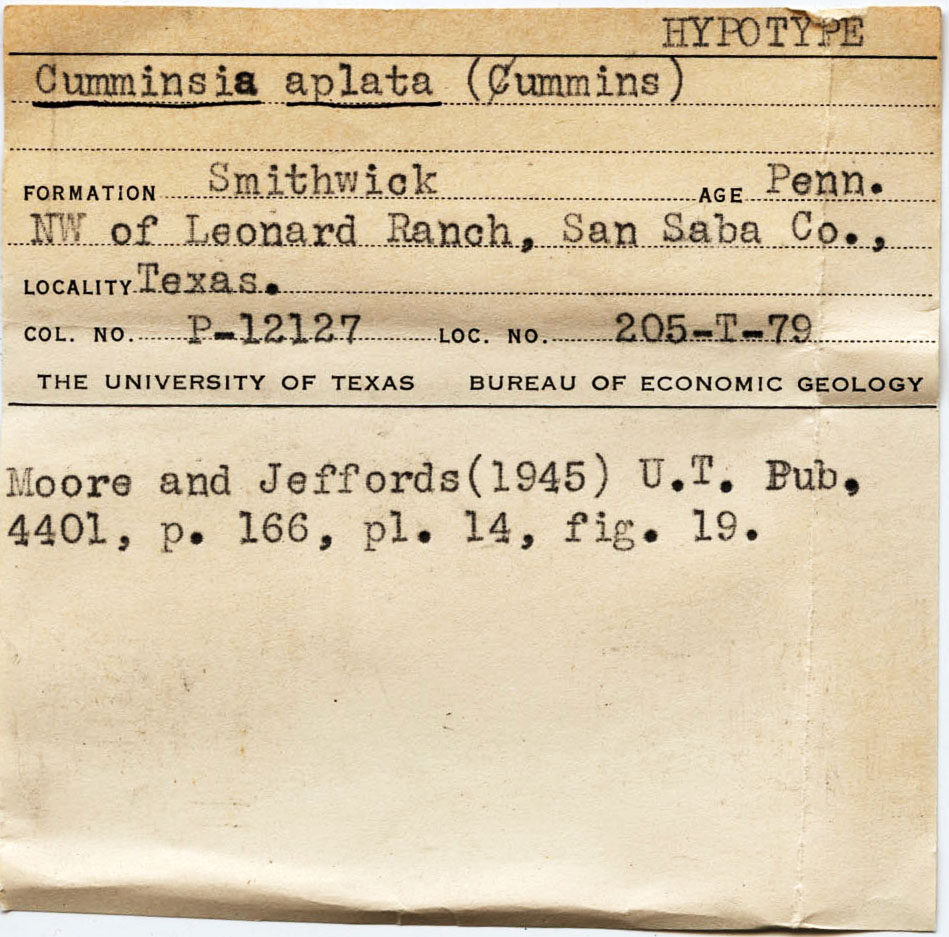 HYPOTYPE
Cumminsia aplata (Cummins)
FORMATION Smithwick AGE Penn.
NW of Leonard Ranch, San Saba Co.,
LOCALITY Texas.
COL. NO. P-12127 LOC. NO. 205-T-79
THE UNIVERSITY OF TEXAS BUREAU OF ECONOMIC GEOLOGY
Moore and Jeffords(1945) U.T. Pub,
4401, p. 166, pl. 14, fig. 19.